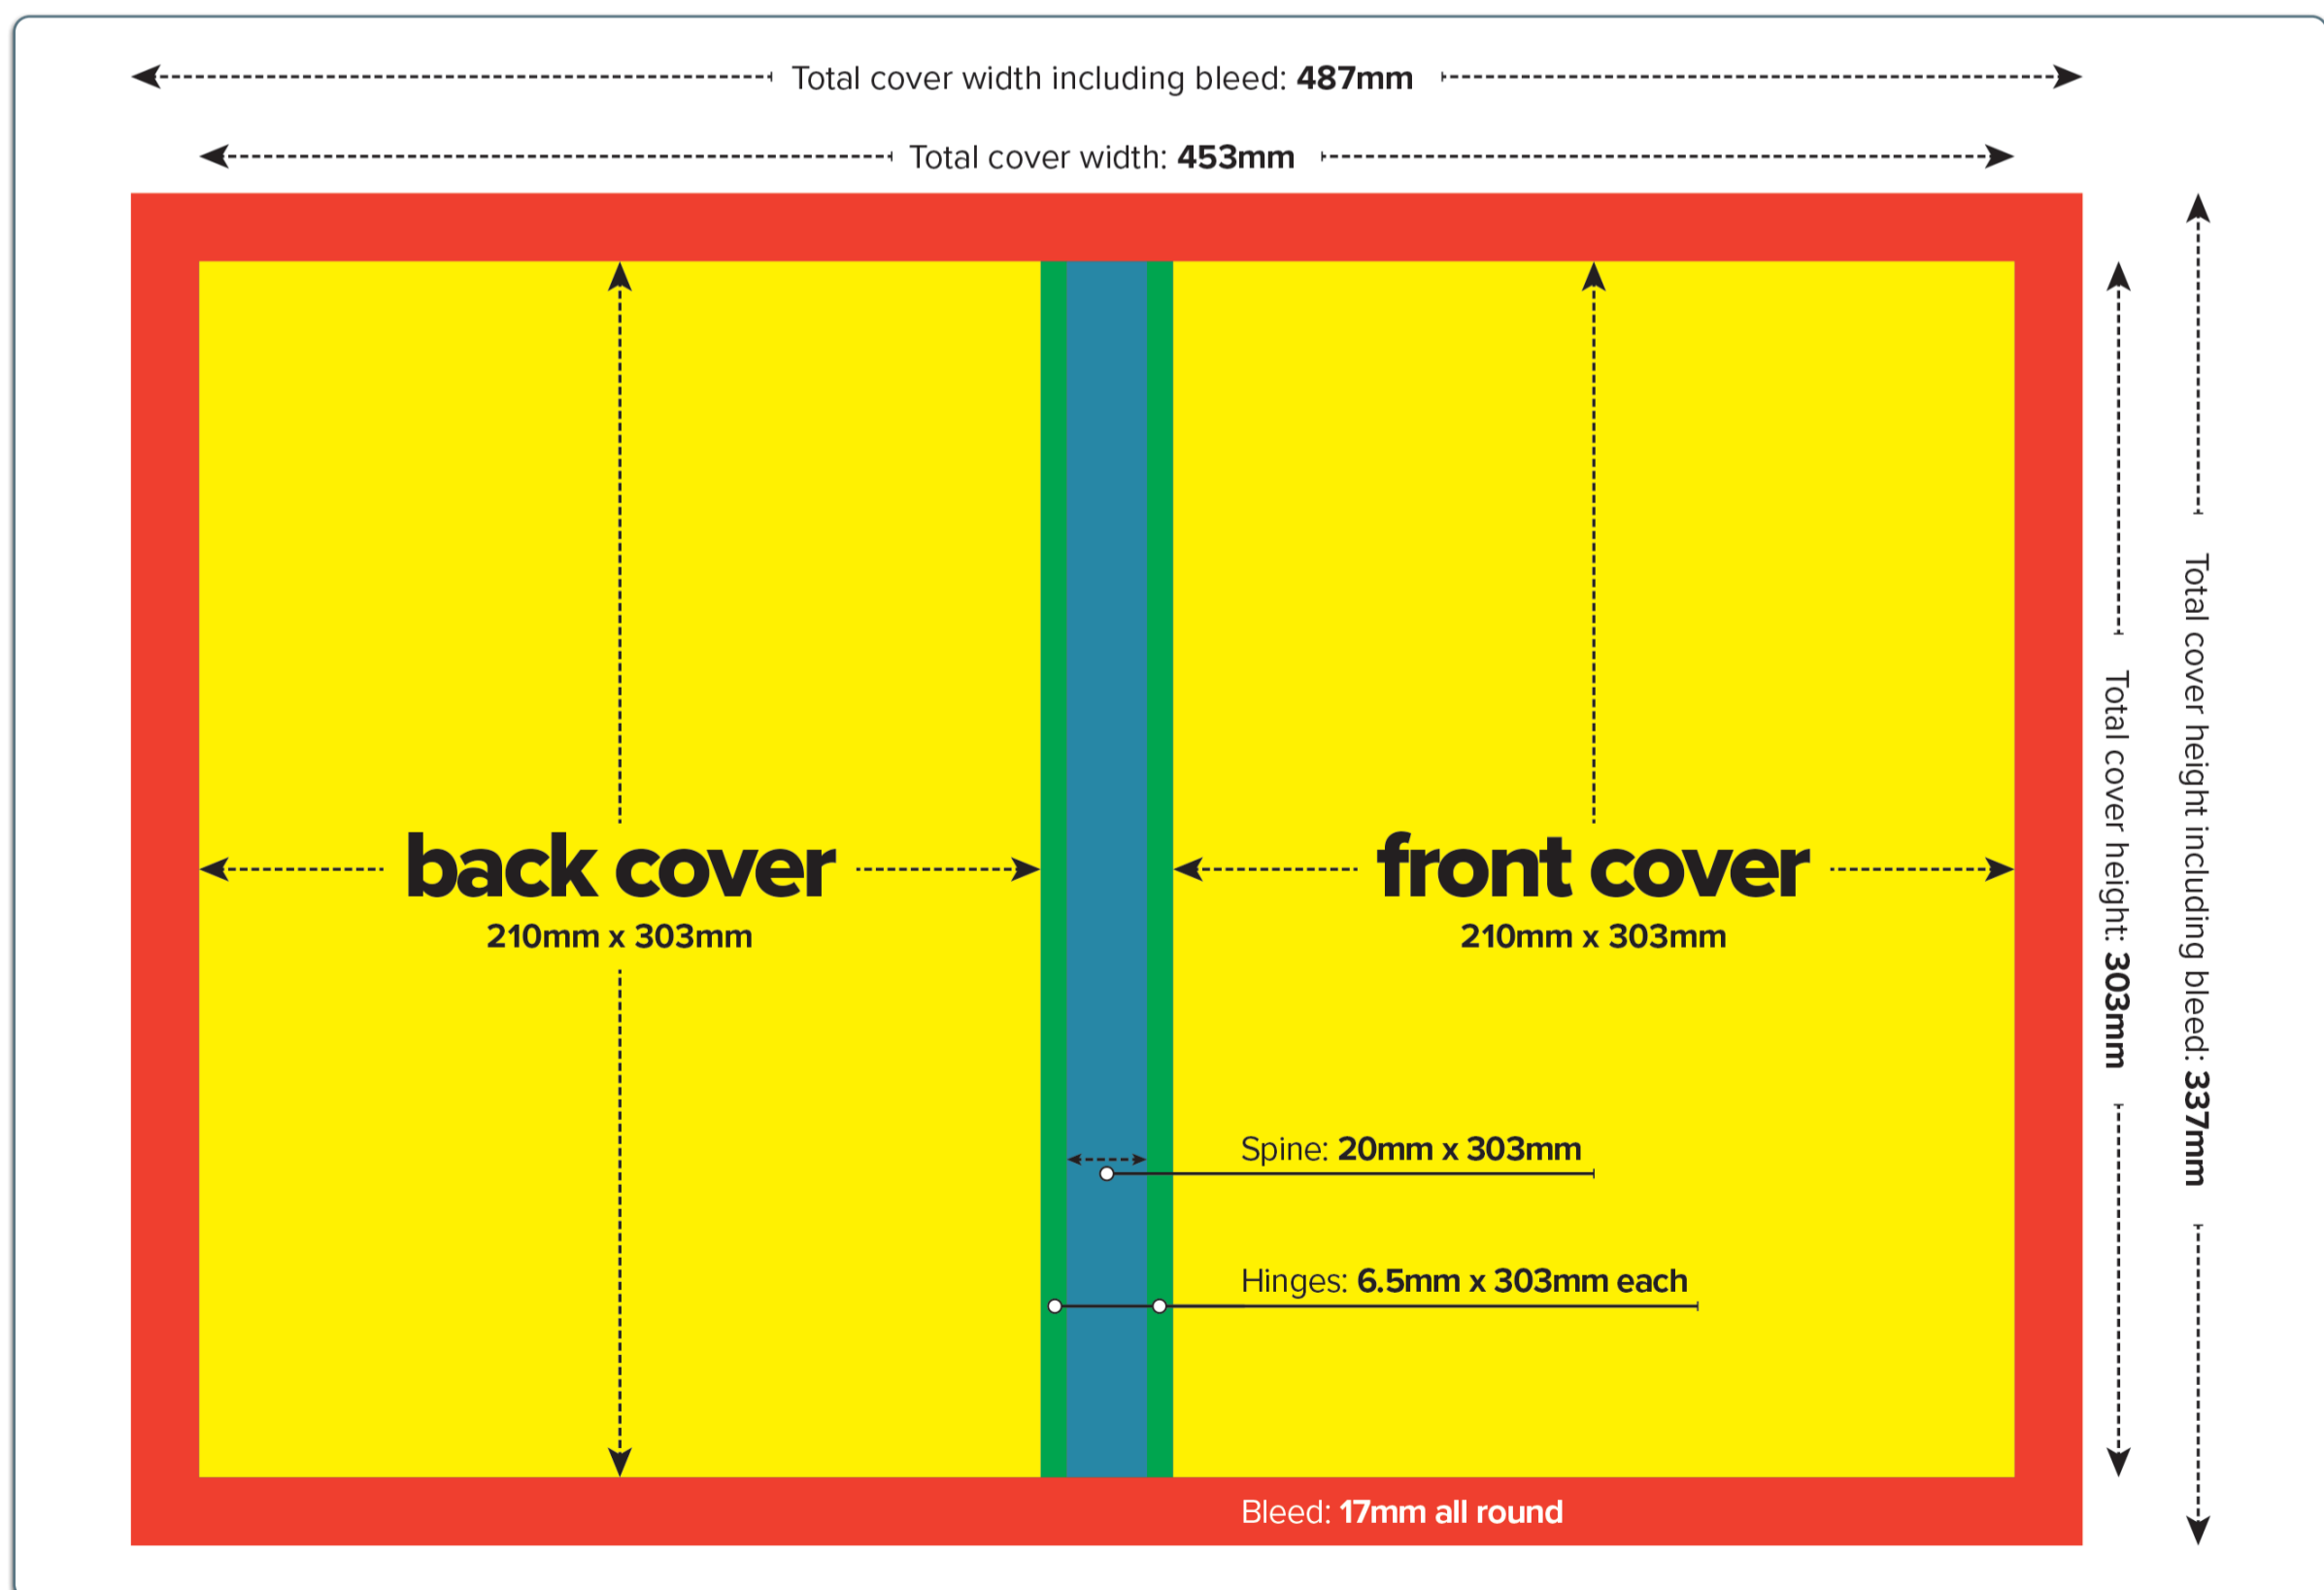 Total cover width including bleed: 487mm
Total cover width: 453mm
back cover
210mm x 303mm
front cover
210mm x 303mm
Spine: 20mm x 303mm
Hinges: 6.5mm x 303mm each
Bleed: 17mm all round
Total cover height: 303mm
Total cover height including bleed: 337mm